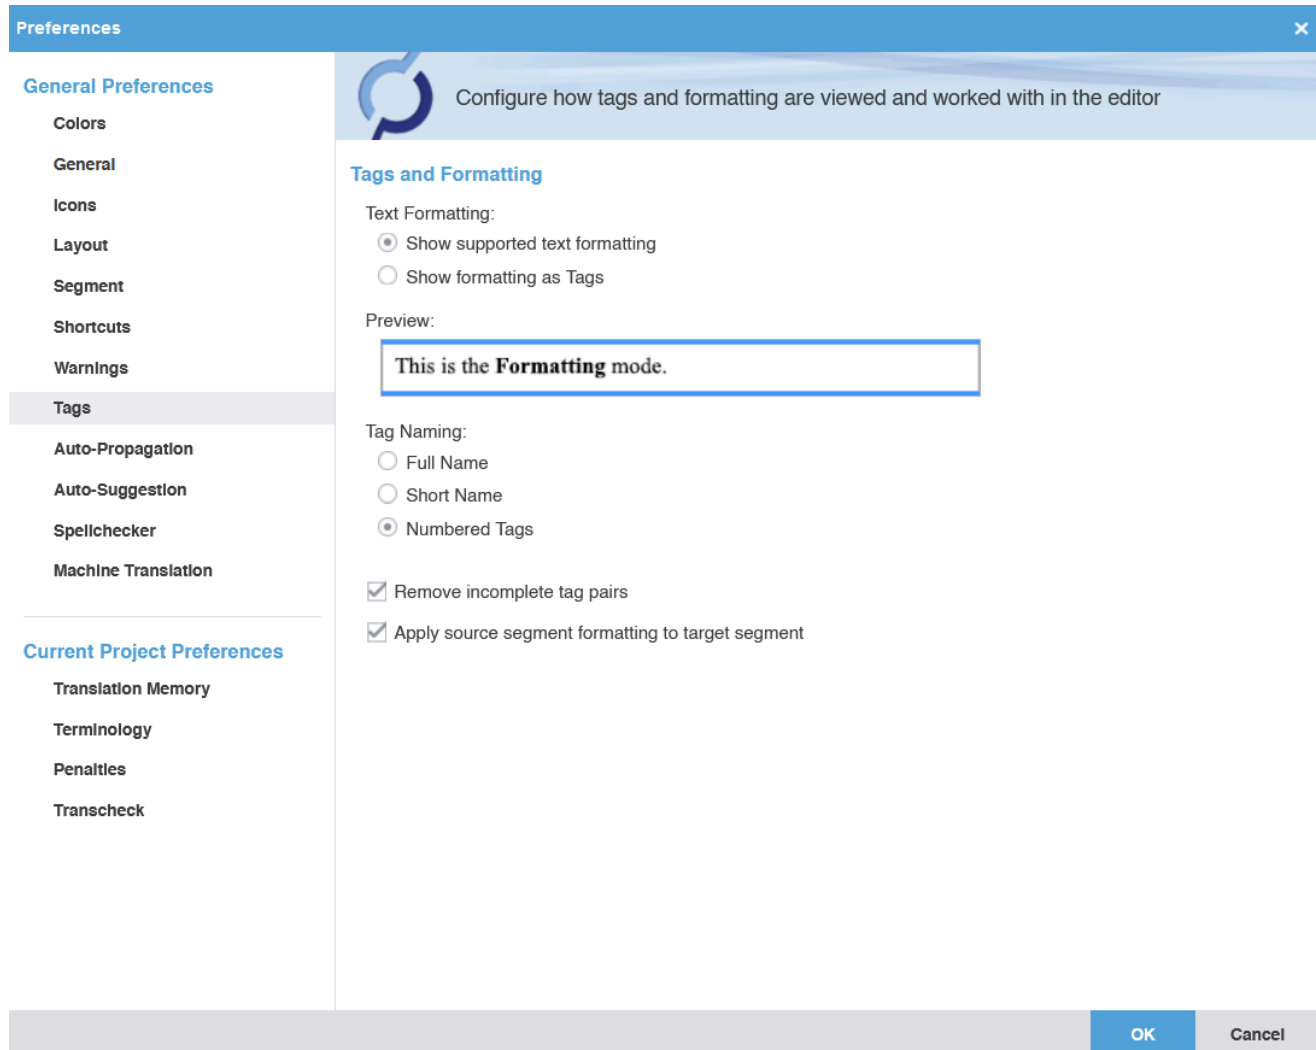 Preferences
General Preferences
Colors
General
Icons
Layout
Segment
Shortcuts
Warnings
Tags
Auto-Propagation
Auto-Suggestion
Spellchecker
Machine Translation
Current Project Preferences
Translation Memory
Terminology
Penalties
Transcheck
Configure how tags and formatting are viewed and worked with in the editor
Tags and Formatting
Text Formatting:
Show supported text formatting
Show formatting as Tags
Preview:
This is the Formatting mode.
Tag Naming:
Full Name
Short Name
Numbered Tags
Remove incomplete tag pairs
Apply source segment formatting to target segment
OK
Cancel